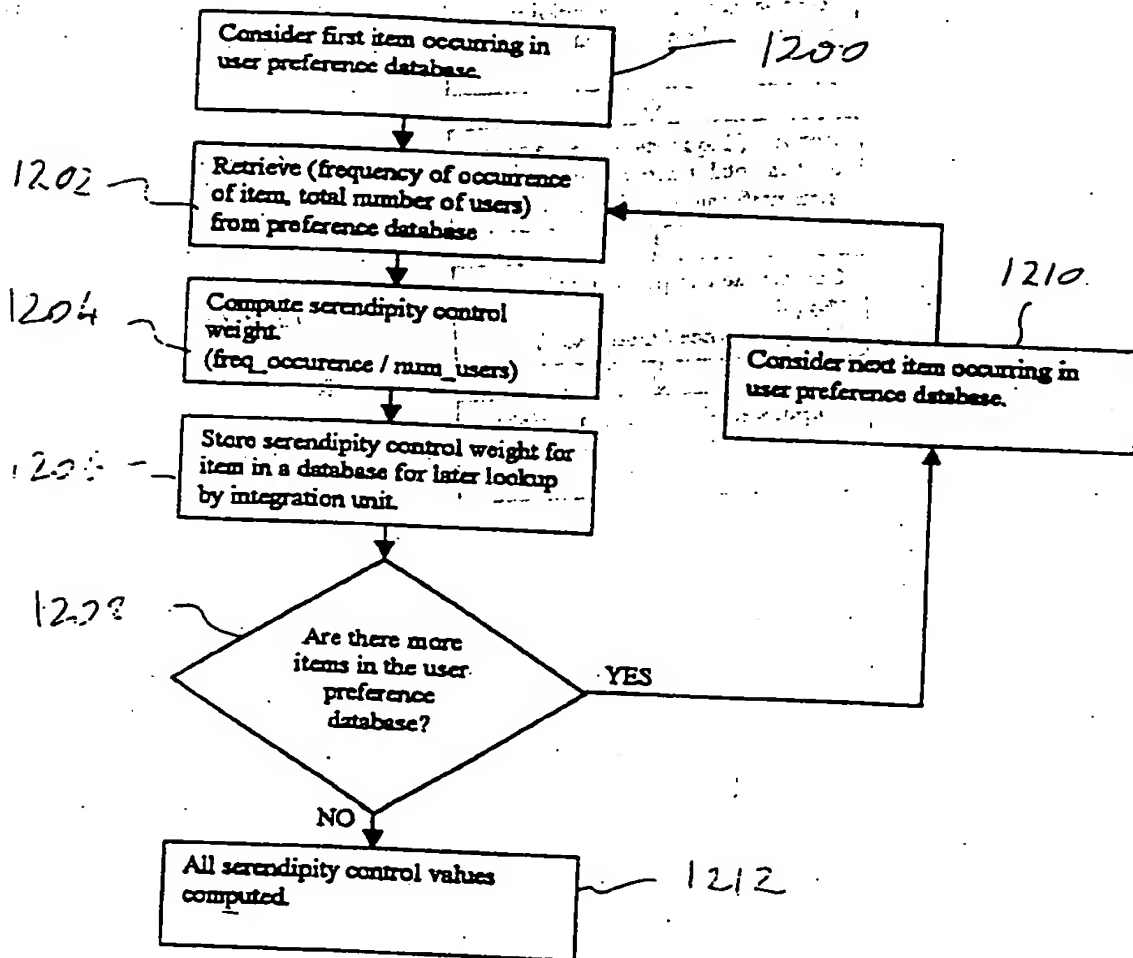 Consider first item occurring in
user preference database.
1200
1202
Retrieve (frequency of occurrence
of item, total number of users)
from preference database
1204
Compute serendipity control
weight.
(freq_occurence / num_users)
1210
Consider next item occurring in
user preference database.
Store serendipity control weight for
item in a database for later lookup
by integration unit.
1208
Are there more
items in the user
preference
database?
YES
NO
All serendipity control values
computed.
1212